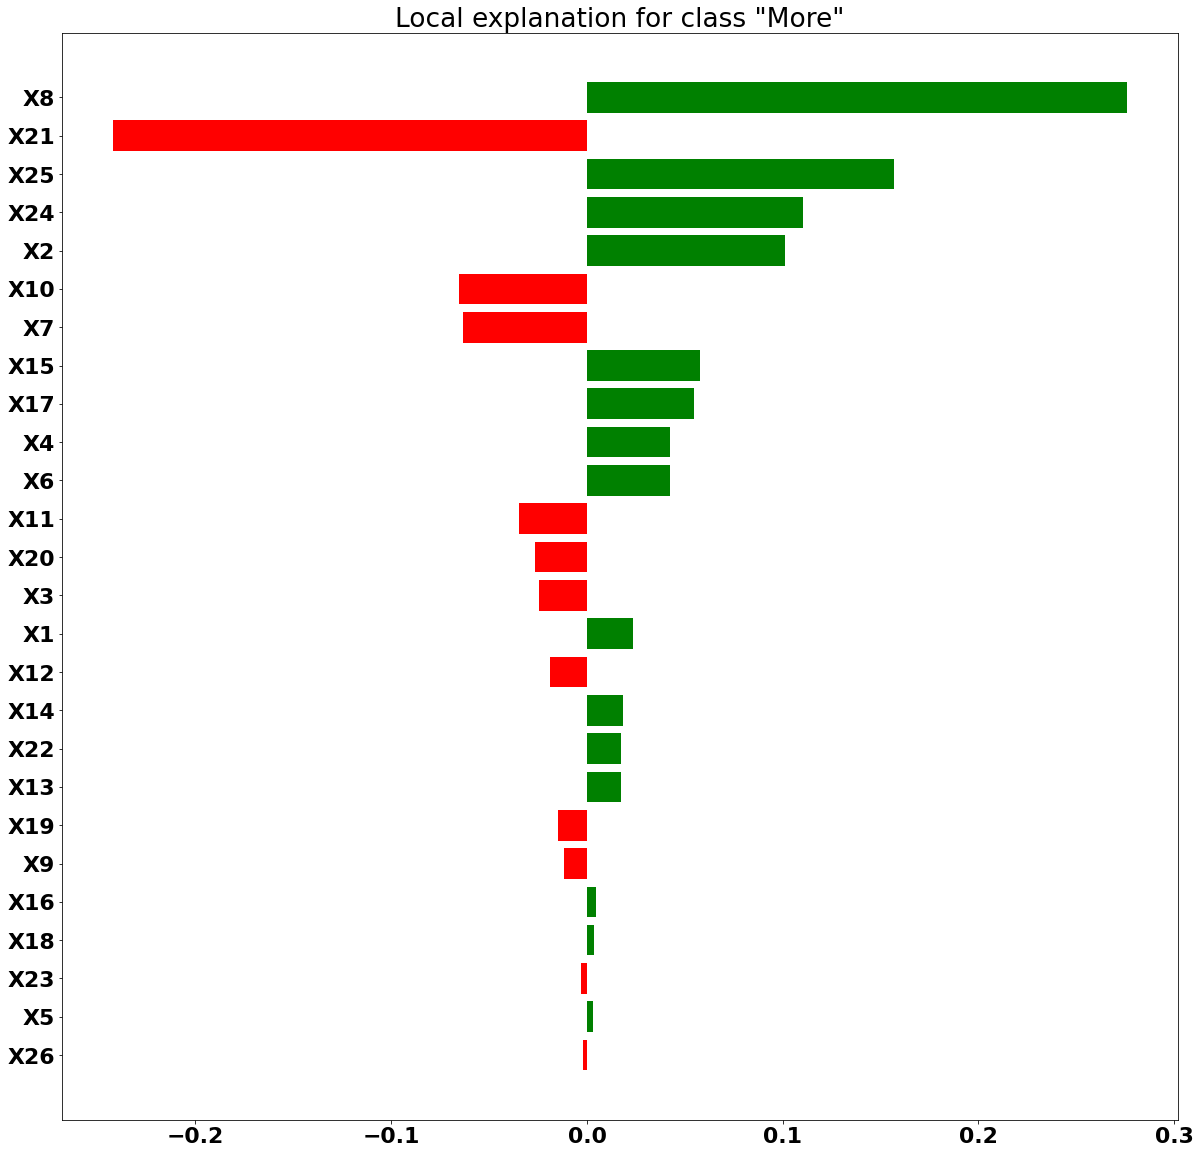 Local explanation for class "More"
X8
X21
X25
X24
X2
X10
X7
X15
X17
X4
X6
X11
X20
X3
X1
X12
X14
X22
X13
X19
X9
X16
X18
X23
X5
X26
−0.2 −0.1 0.0 0.1 0.2 0.3